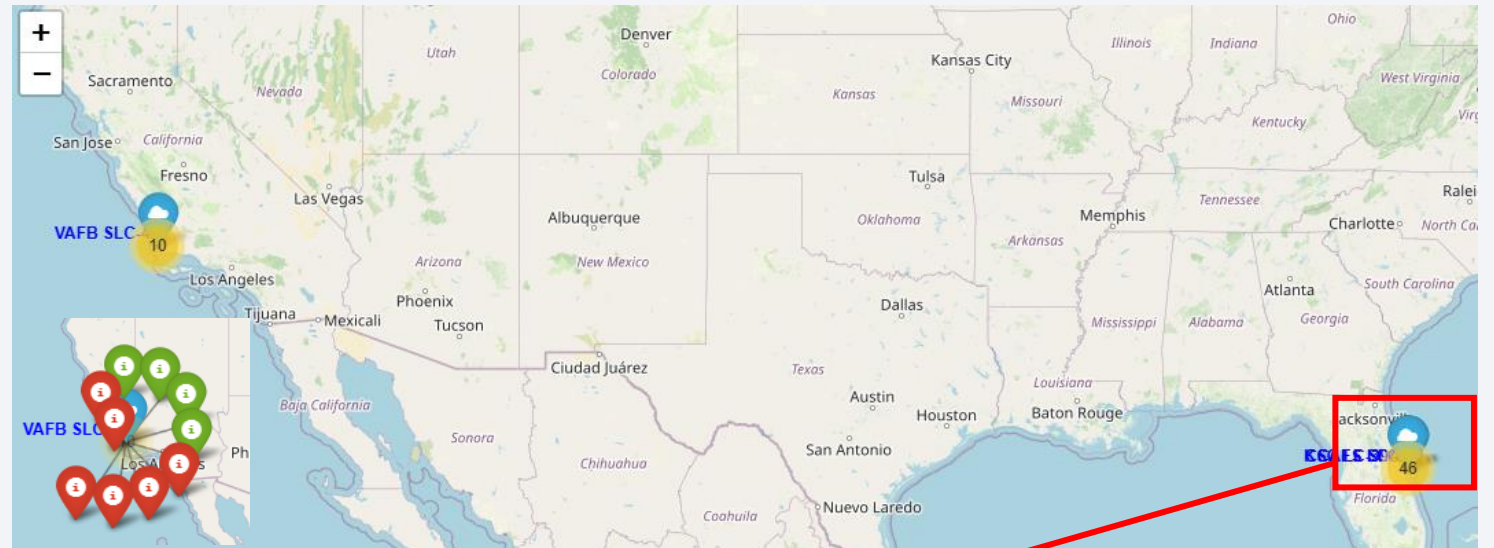 +
−
Sacramento
San Jose
California
Nevada
Utah
Denver
Colorado
Kansas
Kansas City
Missouri
Illinois
Indiana
Ohio
West Virginia
Kentucky
Fresno
Las Vegas
VAFB SLC
10
Los Angeles
Arizona
Phoenix
Tucson
Albuquerque
New Mexico
Tulsa
Oklahoma
Arkansas
Memphis
Tennessee
Charlotte
Atlanta
South Carolina
Georgia
Alabama
Mississippi
Dallas
Texas
Tijuana
Mexicali
Ciudad Juárez
Baja California
Sonora
Chihuahua
Coahuila
Austin
San Antonio
Houston
Nuevo Laredo
Louisiana
Baton Rouge
46
Florida
i
i
i
i
i
VAFB SLC
i
i
i
i
i